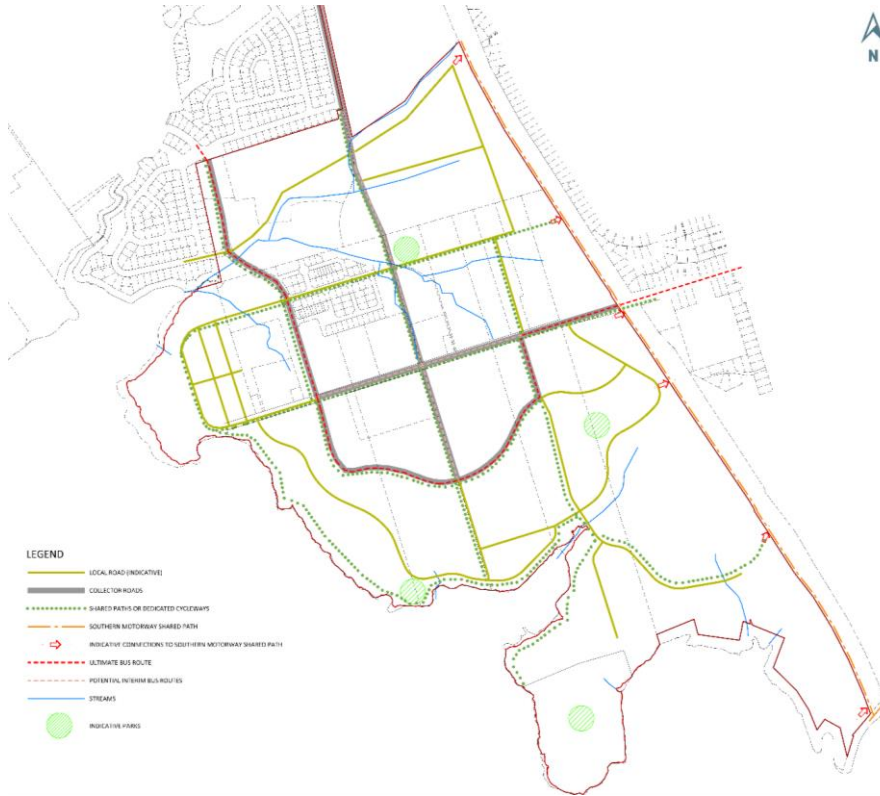 N
LEGEND
LOCAL ROAD (INDICATIVE)
COLLECTOR ROADS
SHARED PATHS OR DEDICATED CYCLEWAYS
SOUTHERN MOTORWAY SHARED PATH
INDICATIVE CONNECTIONS TO SOUTHERN MOTORWAY SHARED PATH
ULTIMATE BUS ROUTE
POTENTIAL INTERIM BUS ROUTES
STREAMS
INDICATIVE PARKS